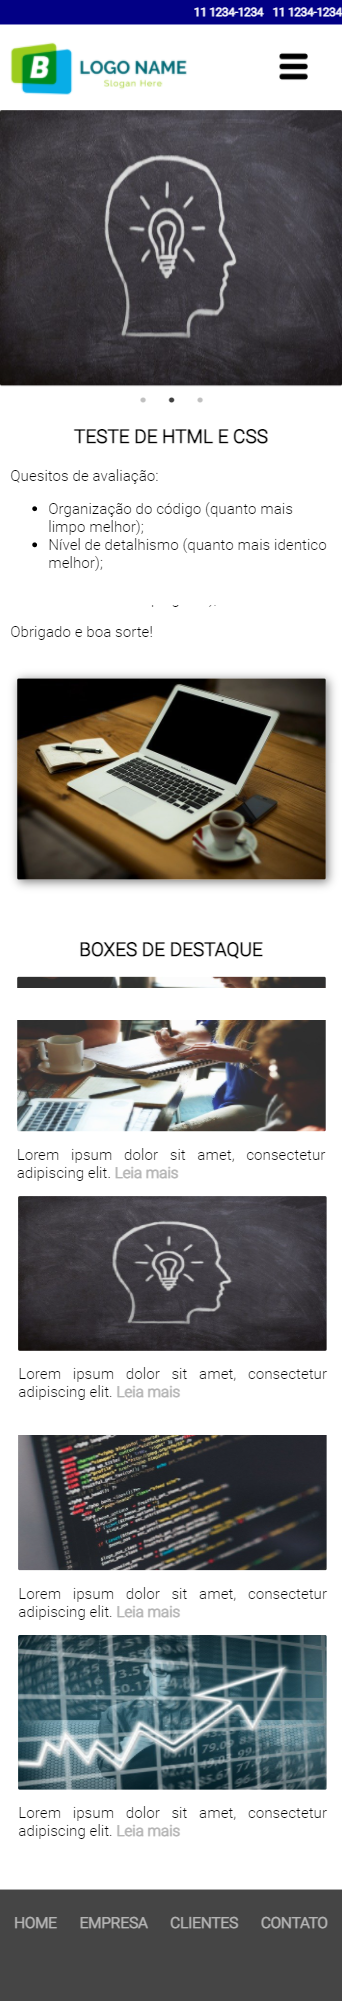 11 1234-1234 11 1234-1234
B LOGO NAME
Slogan Here
TESTE DE HTML E CSS
Quesitos de avaliação:
• Organização do código (quanto mais
limpo melhor);
• Nível de detalhismo (quanto mais identico
melhor);
Obrigado e boa sorte!
BOXES DE DESTAQUE
Lorem ipsum dolor sit amet, consectetur
adipiscing elit. Leia mais
Lorem ipsum dolor sit amet, consectetur
adipiscing elit. Leia mais
Lorem ipsum dolor sit amet, consectetur
adipiscing elit. Leia mais
Lorem ipsum dolor sit amet, consectetur
adipiscing elit. Leia mais
HOME EMPRESA CLIENTES CONTATO